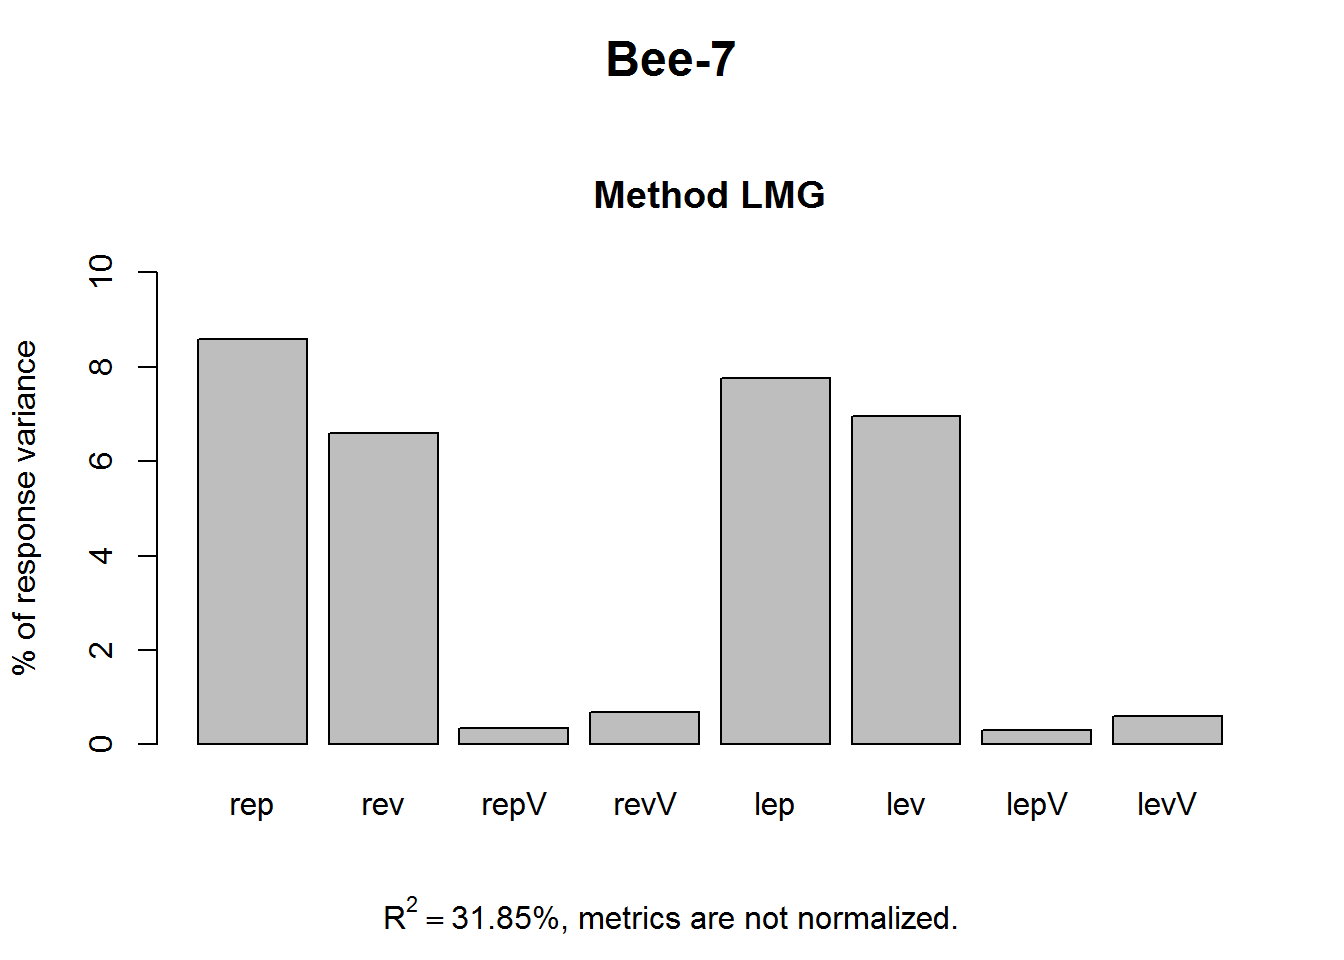 Bee-7
Method LMG
% of response variance
10
8
6
4
2
0
rep rev repV revV lep lev lepV levV
R² = 31.85%, metrics are not normalized.